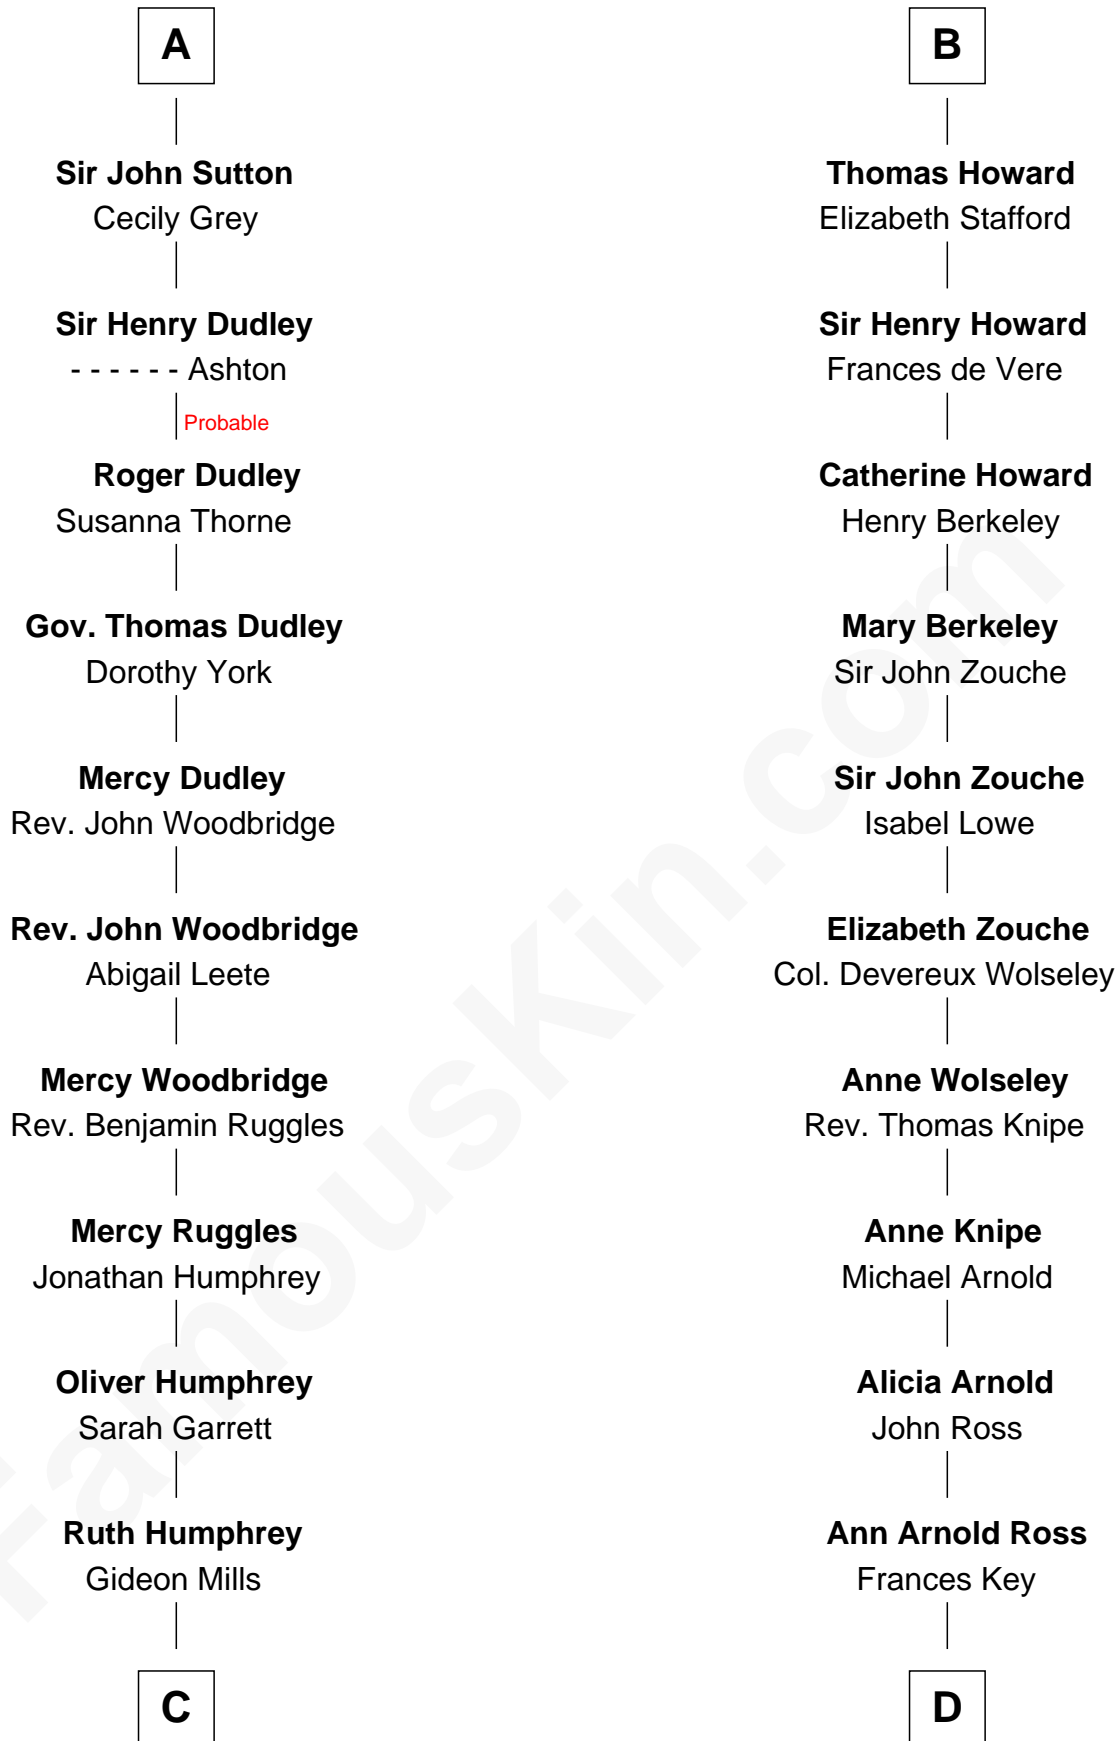 A
Sir John Sutton
Cecily Grey
Sir Henry Dudley
- - - - - - Ashton
Probable
Roger Dudley
Susanna Thorne
Gov. Thomas Dudley
Dorothy York
Mercy Dudley
Rev. John Woodbridge
Rev. John Woodbridge
Abigail Leete
Mercy Woodbridge
Rev. Benjamin Ruggles
Mercy Ruggles
Jonathan Humphrey
Oliver Humphrey
Sarah Garrett
Ruth Humphrey
Gideon Mills
C
B
Thomas Howard
Elizabeth Stafford
Sir Henry Howard
Frances de Vere
Catherine Howard
Henry Berkeley
Mary Berkeley
Sir John Zouche
Sir John Zouche
Isabel Lowe
Elizabeth Zouche
Col. Devereux Wolseley
Anne Wolseley
Rev. Thomas Knipe
Anne Knipe
Michael Arnold
Alicia Arnold
John Ross
Ann Arnold Ross
Frances Key
D
FamousKin.com